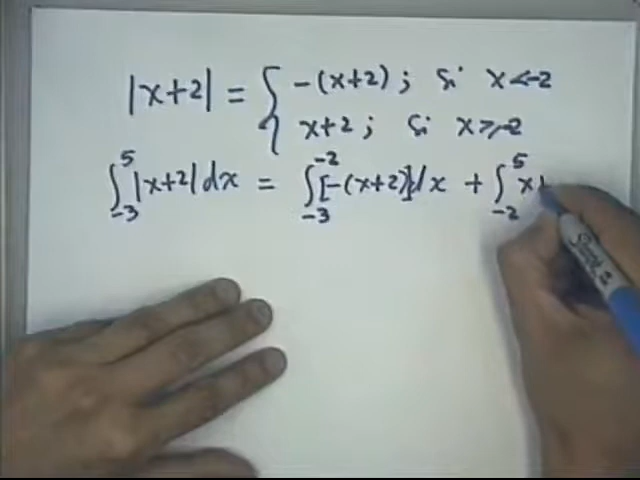 |x+2| = { -(x+2) ; si x<-2
x+2 ; si x≥-2
∫_{-3}^{5} |x+2| dx = ∫_{-3}^{-2} [-(x+2)] dx + ∫_{-2}^{5} x+